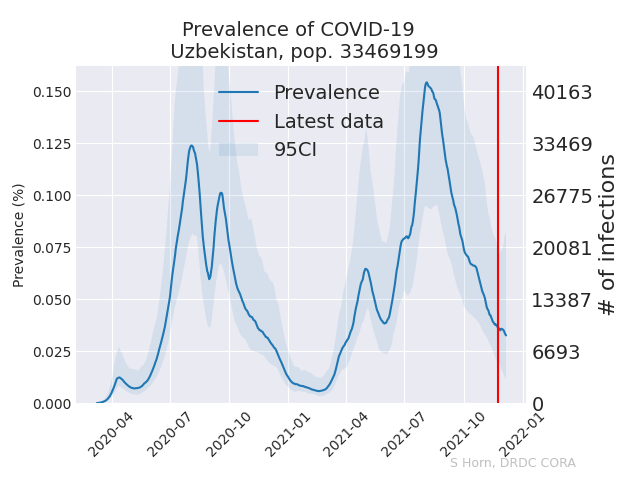 Prevalence of COVID-19
Uzbekistan, pop. 33469199
Prevalence
Latest data
95CI
Prevalence (%)
0.150
0.125
0.100
0.075
0.050
0.025
0.000
40163
33469
26775
20081
13387
6693
0
# of infections
2020-04
2020-07
2020-10
2021-01
2021-04
2021-07
2021-10
2022-01
S Horn, DRDC CORA